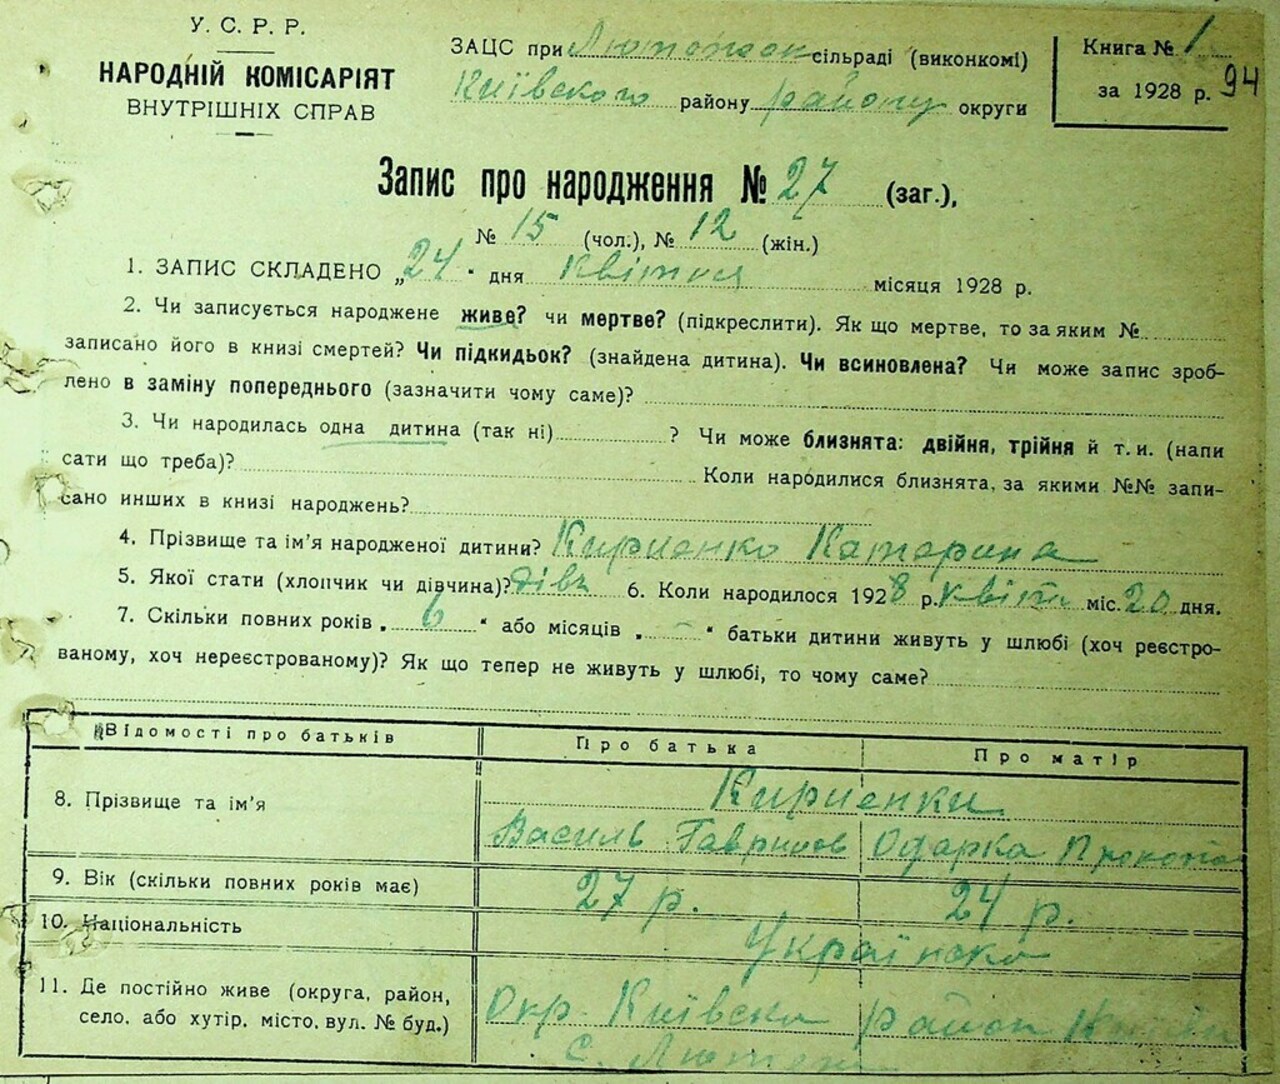 У. С. Р. Р.
НАРОДНІЙ КОМІСАРІЯТ
ВНУТРІШНІХ СПРАВ
ЗАЦС при сільраді (виконкомі)
Київского району району округи
Книга № 1
за 1928 р. 94
Запис про народження № 27 (заг.),
№ 15 (чол.), № 12 (жін.)
1. ЗАПИС СКЛАДЕНО „24“ дня квітня місяця 1928 р.
2. Чи записується народжене живе? чи мертве? (підкреслити). Як що мертве, то за яким №
записано його в книзі смертей? Чи підкидьок? (знайдена дитина). Чи всиновлена? Чи може запис зроб-
лено в заміну попереднього (зазначити чому саме)?
3. Чи народилась одна дитина (так ні) ? Чи може близнята: двійня, трійня й т. и. (напи
сати що треба)? Коли народилися близнята, за якими №№ запи-
сано инших в книзі народжень?
4. Прізвище та ім'я народженої дитини? Кириенко Катерина
5. Якої стати (хлопчик чи дівчина)? дівч 6. Коли народилося 1928 р. квітн міс. 20 дня.
7. Скільки повних років „ 6 “ або місяців „ - “ батьки дитини живуть у шлюбі (хоч реєстро-
ваному, хоч нереєстрованому)? Як що тепер не живуть у шлюбі, то чому саме?
Відомості про батьків Про батька Про матір
8. Прізвище та ім'я Кириенки
Василь Гаврилов Одарка Прокопо
9. Вік (скільки повних років має) 27 р. 24 р.
10. Національність Українска
11. Де постійно живе (округа, район, Окр. Київска район
село, або хутір, місто, вул. № буд.) с.